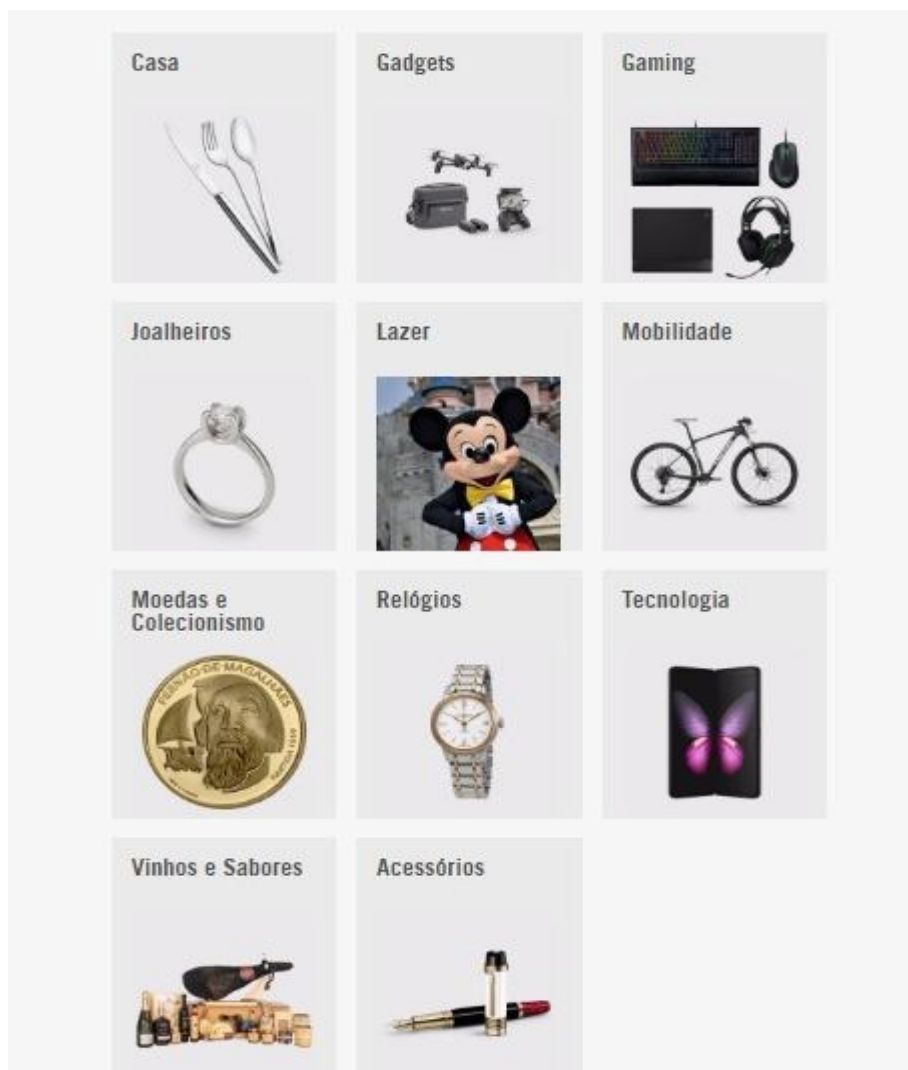 Casa
Gadgets
Gaming
Joalheiros
Lazer
Mobilidade
Moedas e
Colecionismo
FERNÃO DE MAGALHÃES
Relógios
Tecnologia
Vinhos e Sabores
Acessórios